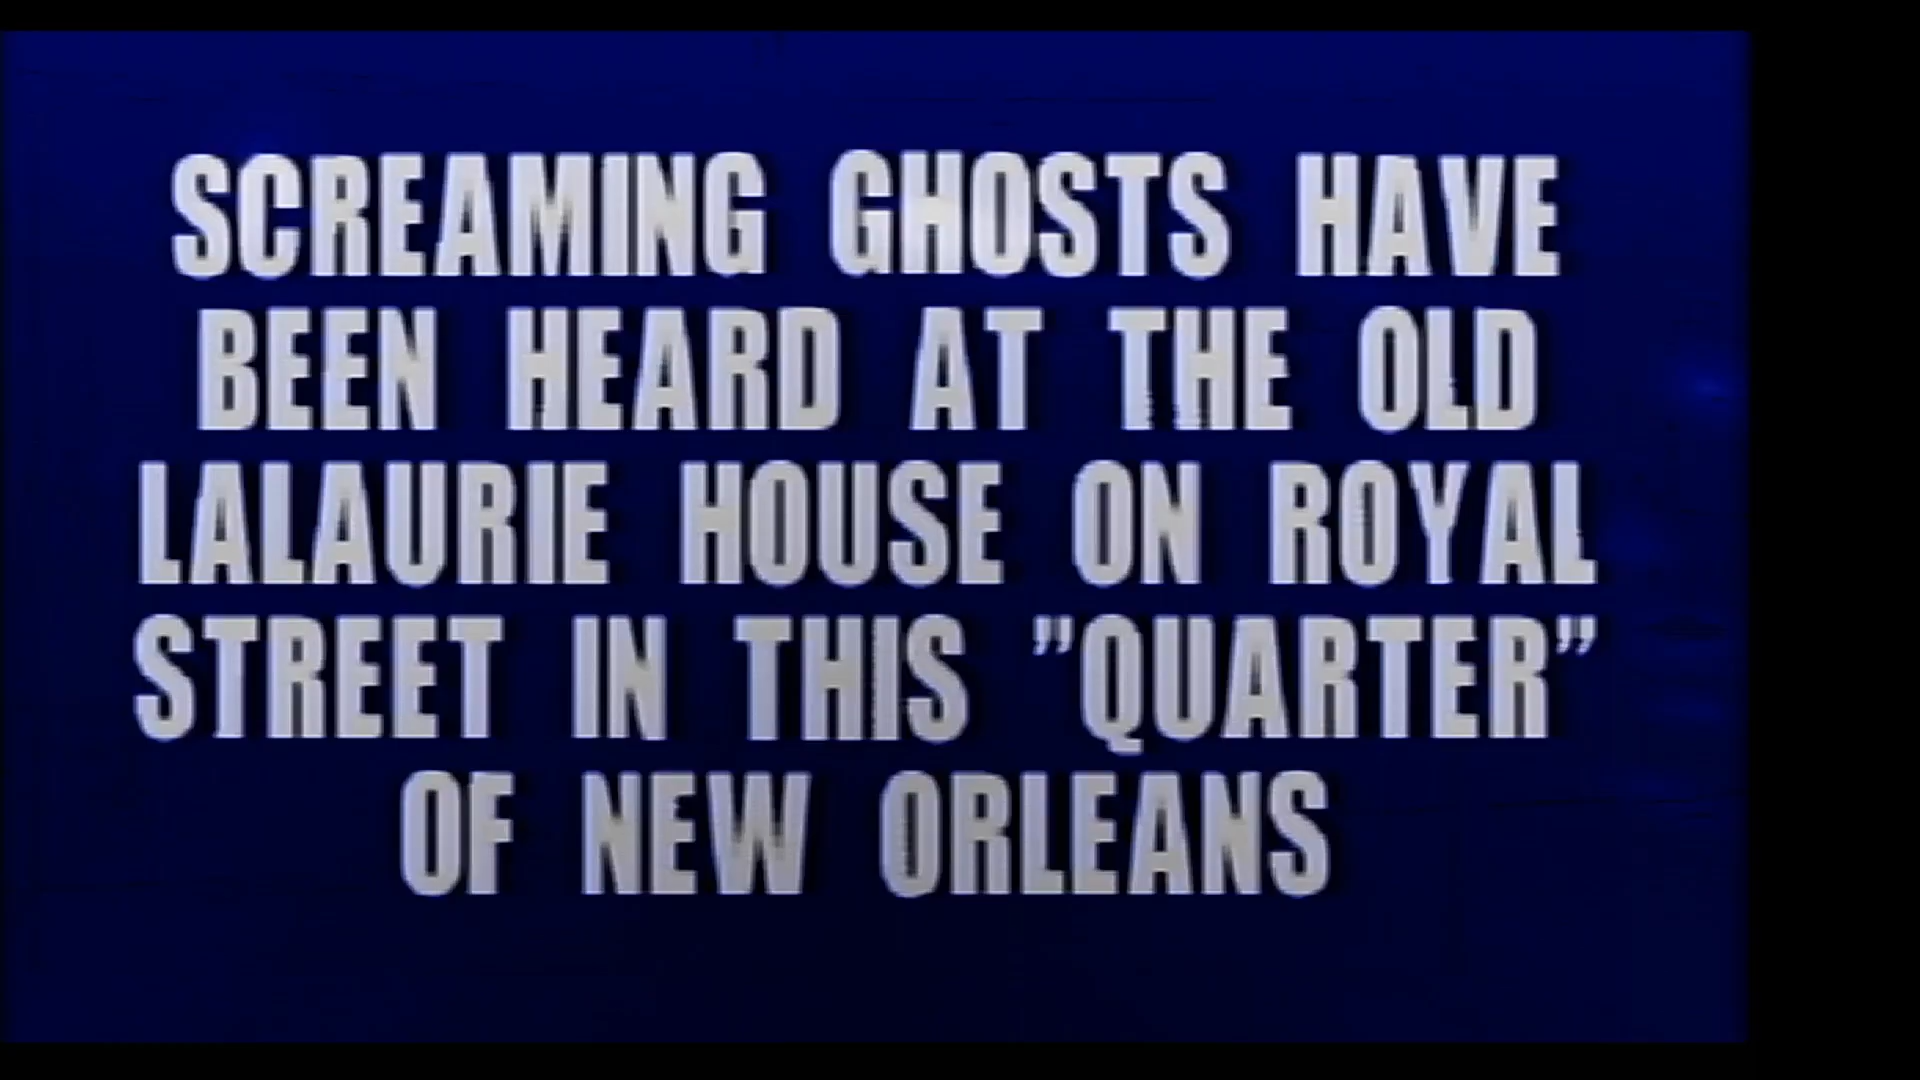 SCREAMING GHOSTS HAVE
BEEN HEARD AT THE OLD
LALAURIE HOUSE ON ROYAL
STREET IN THIS ”QUARTER”
OF NEW ORLEANS